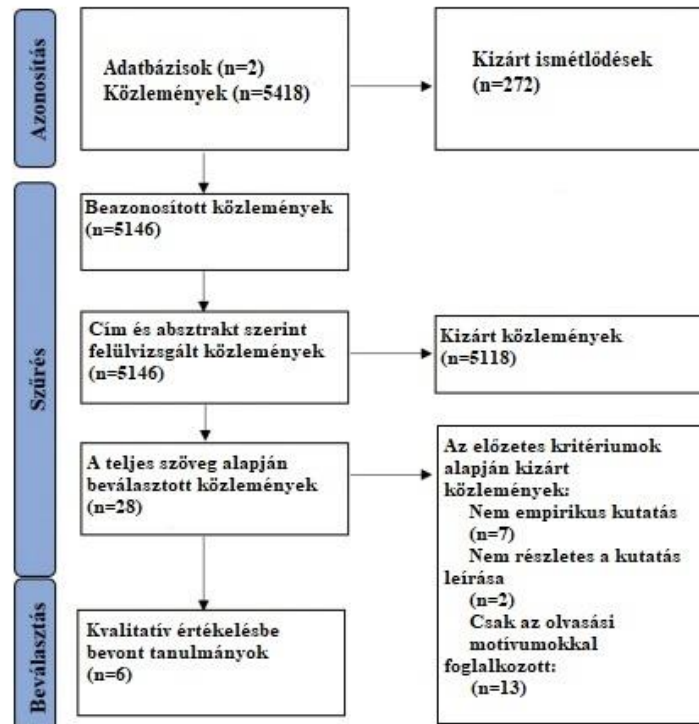 Azonosítás
Adatbázisok (n=2)
Közlemények (n=5418)
Kizárt ismétlődések
(n=272)
Szűrés
Beazonosított közlemények
(n=5146)
Cím és absztrakt szerint
felülvizsgált közlemények
(n=5146)
Kizárt közlemények
(n=5118)
A teljes szöveg alapján
beválasztott közlemények
(n=28)
Az előzetes kritériumok
alapján kizárt
közlemények:
Nem empirikus kutatás
(n=7)
Nem részletes a kutatás
leírása
(n=2)
Csak az olvasási
motívumokkal
foglalkozott:
(n=13)
Beválasztás
Kvalitatív értékelésbe
bevont tanulmányok
(n=6)